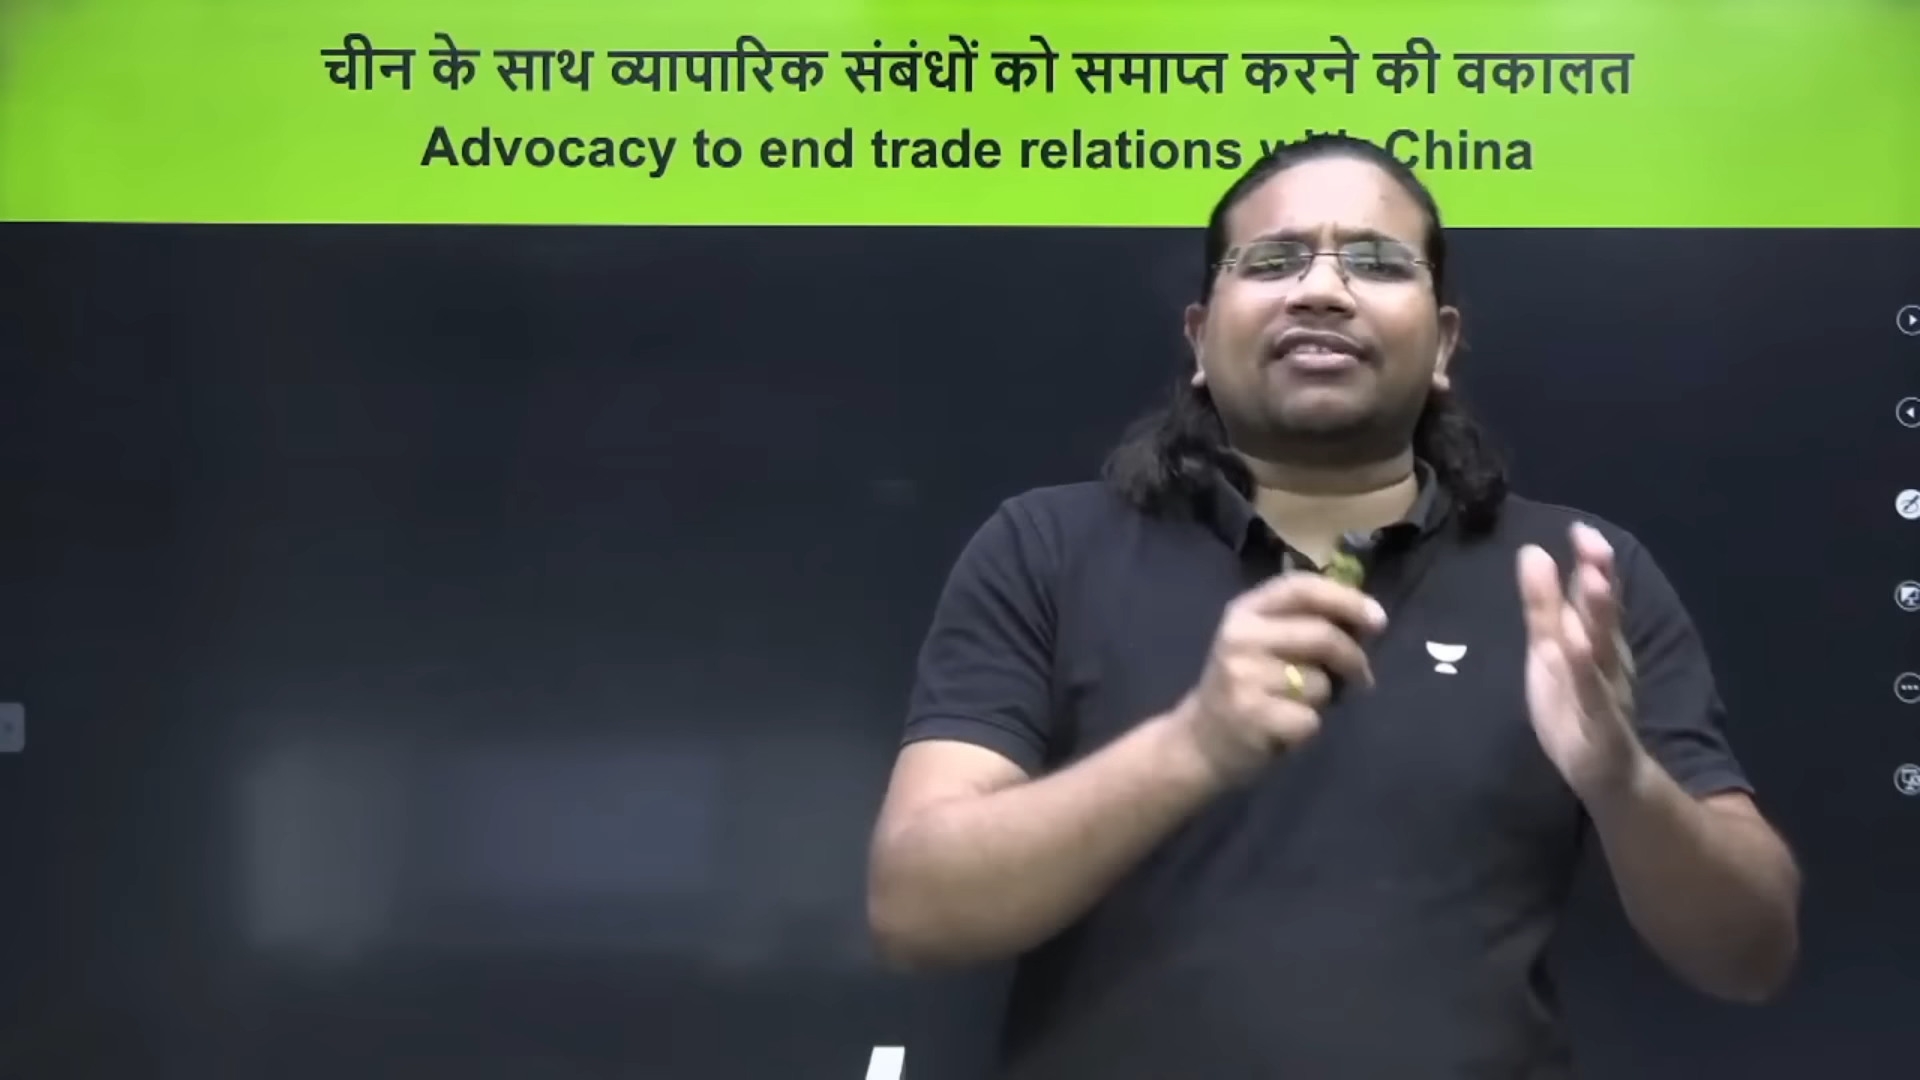 चीन के साथ व्यापारिक संबंधों को समाप्त करने की वकालत
Advocacy to end trade relations China